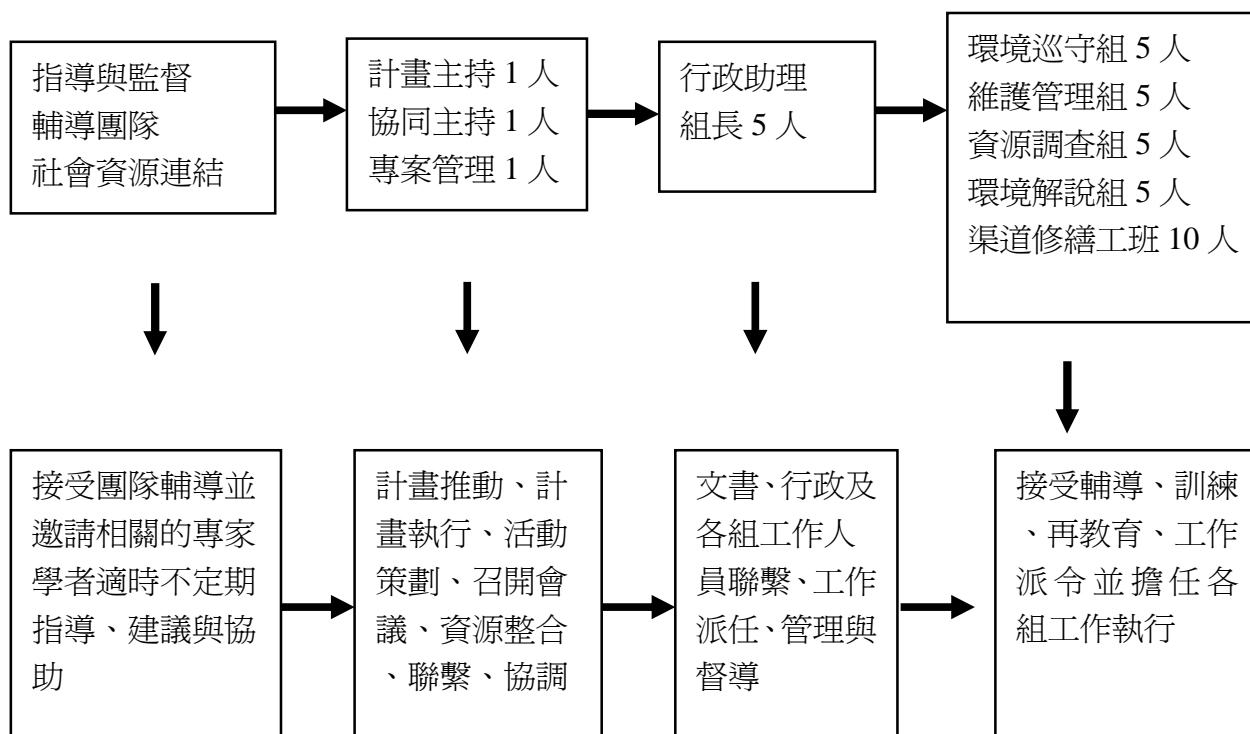 指導與監督
輔導團隊
社會資源連結
計畫主持 1 人
協同主持 1 人
專案管理 1 人
行政助理
組長 5 人
環境巡守組 5 人
維護管理組 5 人
資源調查組 5 人
環境解說組 5 人
渠道修繕工班 10 人
接受團隊輔導並
邀請相關的專家
學者適時不定期
指導、建議與協
助
計畫推動、計
畫執行、活動
策劃、召開會
議、資源整合
、聯繫、協調
文書、行政及
各組工作人
員聯繫、工作
派任、管理與
督導
接受輔導、訓練
、再教育、工作
派令並擔任各
組工作執行